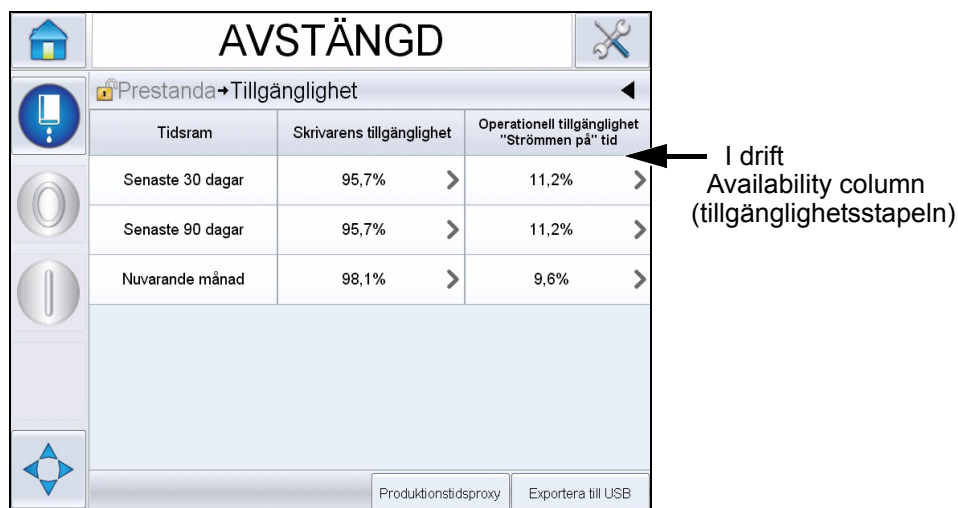 AVSTÄNGD
Prestanda→Tillgänglighet
Tidsram Skrivarens tillgänglighet Operationell tillgänglighet
"Strömmen på" tid
Senaste 30 dagar 95,7% 11,2%
Senaste 90 dagar 95,7% 11,2%
Nuvarande månad 98,1% 9,6%
Produktionstidsproxy Exportera till USB
I drift
Availability column
(tillgänglighetsstapeln)